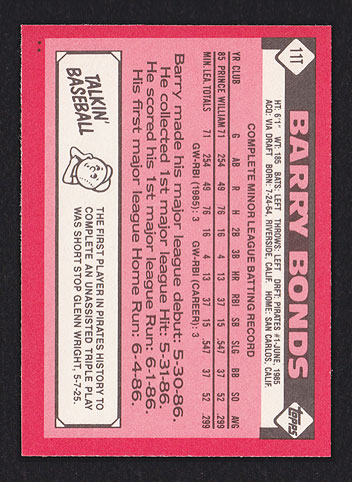 11T
BARRY BONDS
topps
HT: 6'1" WT: 185 BATS: LEFT THROWS: LEFT DRFT: PIRATES #1-JUNE, 1985
ACQ: VIA DRAFT BORN: 7-24-64, RIVERSIDE, CALIF. HOME: SAN CARLOS, CALIF.
COMPLETE MINOR LEAGUE BATTING RECORD
YR CLUB G AB R H 2B 3B HR RBI SB SLG BB SO AVG
85 PRINCE WILLIAM 71 254 49 76 16 4 13 37 15 .547 37 52 .299
MIN. LEA. TOTALS 71 254 49 76 16 4 13 37 15 .547 37 52 .299
GW-RBI (1985): 3 GW-RBI (CAREER): 3
Barry made his major league debut: 5-30-86.
He collected 1st major league Hit: 5-31-86.
He scored his 1st major league Run: 6-1-86.
His first major league Home Run: 6-4-86.
TALKIN'
BASEBALL
THE FIRST PLAYER IN PIRATES HISTORY TO
COMPLETE AN UNASSISTED TRIPLE PLAY
WAS SHORT STOP GLENN WRIGHT, 5-7-25.
**